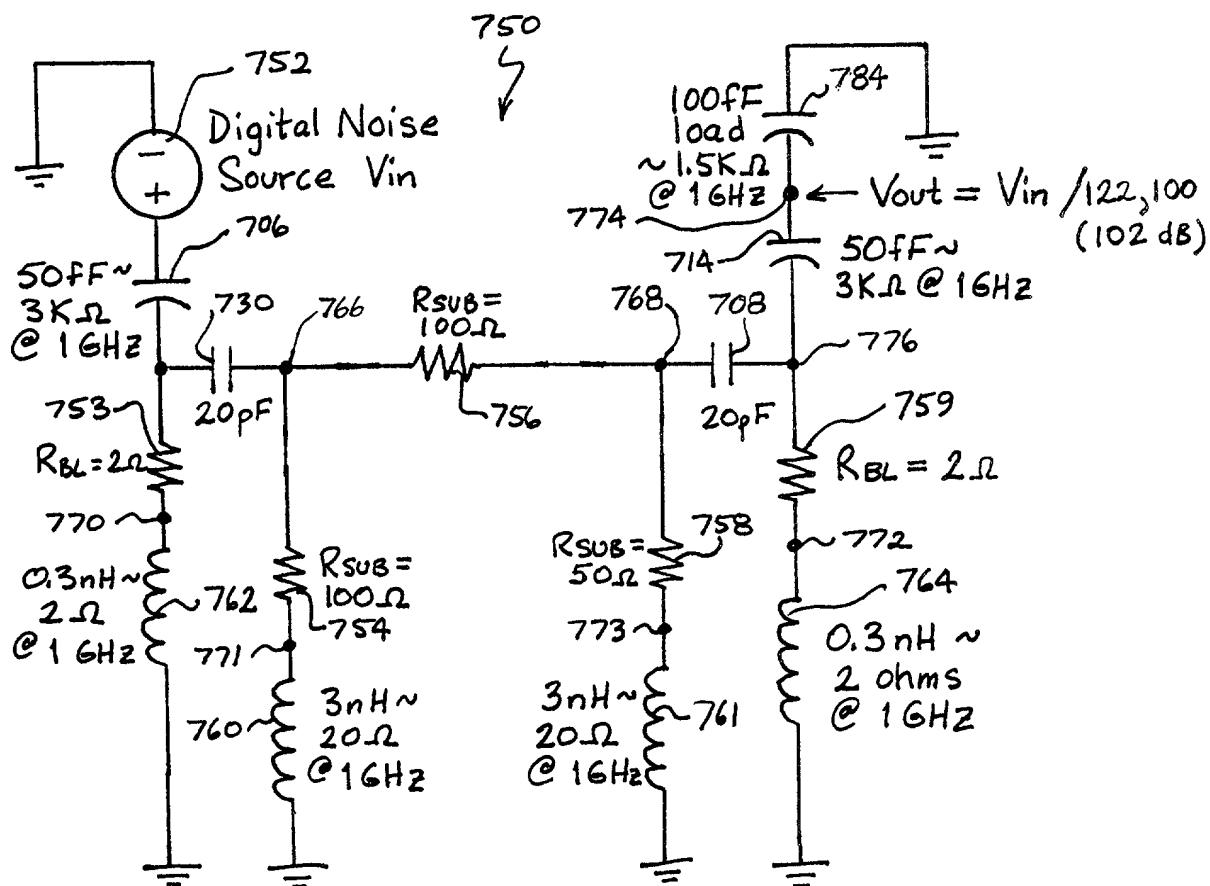 750
752
Digital Noise
Source Vin
706
50fF~
3KΩ
@ 1GHz
730
766
20pF
RSUB=
100Ω
756
768
708
20pF
776
784
100fF
load
~1.5KΩ
@ 1GHz
774
Vout = Vin /122,100
(102 dB)
714
50fF~
3KΩ @ 1GHz
753
RBL=2Ω
770
0.3nH~
2Ω
@ 1GHz
762
RSUB=
100Ω
754
771
760
3nH~
20Ω
@ 1GHz
RSUB=
50Ω
758
773
3nH~
20Ω
@ 1GHz
761
759
RBL = 2Ω
772
764
0.3nH ~
2 ohms
@ 1GHz